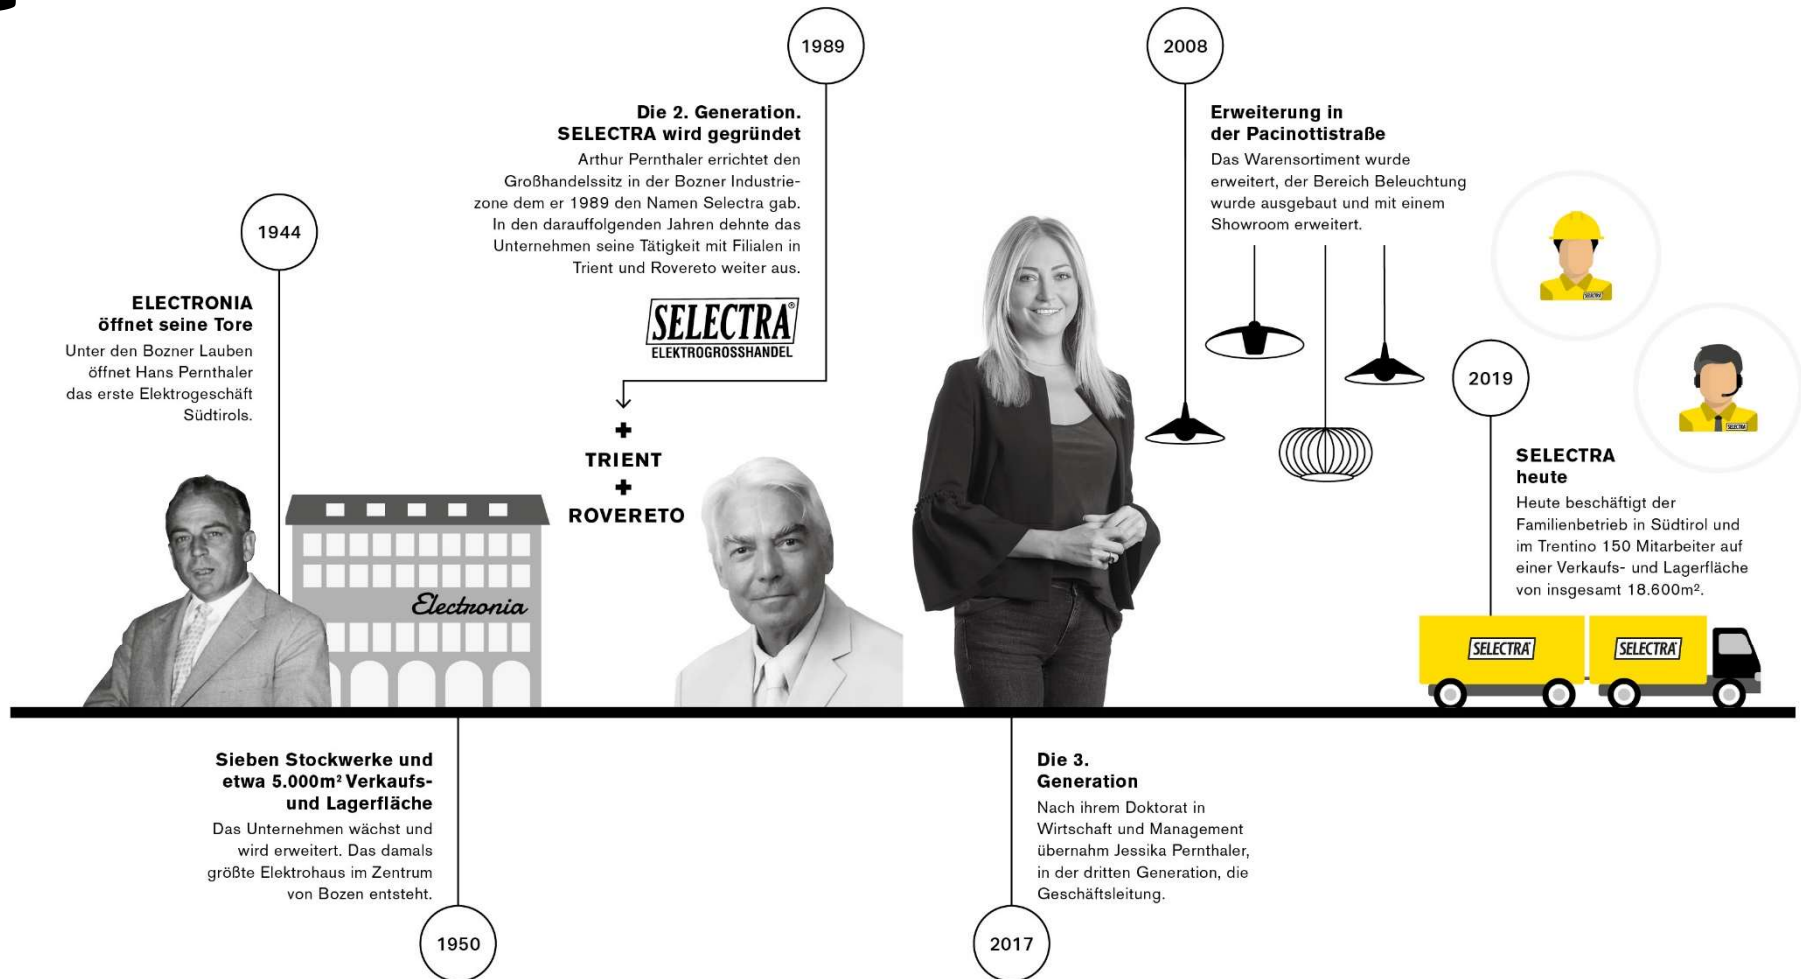 1944
ELECTRONIA
öffnet seine Tore
Unter den Bozner Lauben
öffnet Hans Pernthaler
das erste Elektrogeschäft
Südtirols.
Electronia
Sieben Stockwerke und
etwa 5.000m² Verkaufs-
und Lagerfläche
Das Unternehmen wächst und
wird erweitert. Das damals
größte Elektrohaus im Zentrum
von Bozen entsteht.
1950
1989
Die 2. Generation.
SELECTRA wird gegründet
Arthur Pernthaler errichtet den
Großhandelssitz in der Bozner Industrie-
zone dem er 1989 den Namen Selectra gab.
In den darauffolgenden Jahren dehnte das
Unternehmen seine Tätigkeit mit Filialen in
Trient und Rovereto weiter aus.
SELECTRA®
ELEKTROGROSSHANDEL
+
TRIENT
+
ROVERETO
2008
Erweiterung in
der Pacinottistraße
Das Warensortiment wurde
erweitert, der Bereich Beleuchtung
wurde ausgebaut und mit einem
Showroom erweitert.
Die 3.
Generation
Nach ihrem Doktorat in
Wirtschaft und Management
übernahm Jessika Pernthaler,
in der dritten Generation, die
Geschäftsleitung.
2017
2019
SELECTRA
heute
Heute beschäftigt der
Familienbetrieb in Südtirol und
im Trentino 150 Mitarbeiter auf
einer Verkaufs- und Lagerfläche
von insgesamt 18.600m².
SELECTRA
SELECTRA
SELECTRA
SELECTRA